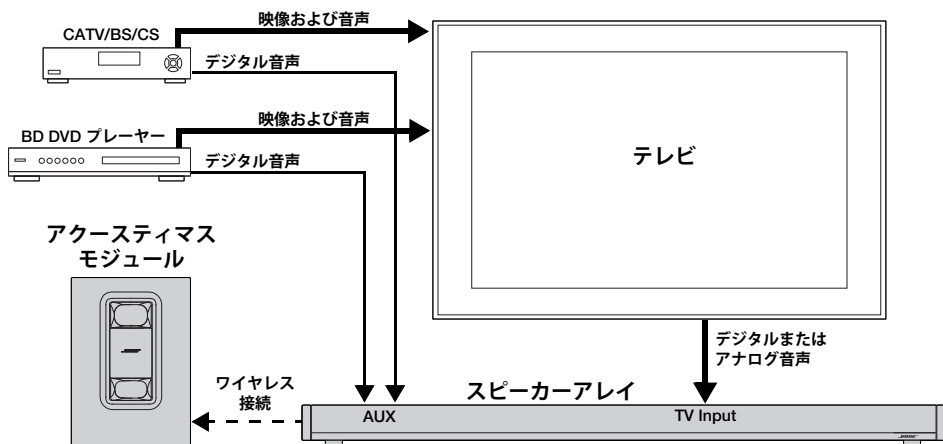 映像および音声
CATV/BS/CS
デジタル音声
映像および音声
BD DVD プレーヤー
デジタル音声
テレビ
アクースティマス
モジュール
デジタルまたは
アナログ音声
ワイヤレス
接続
スピーカーアレイ
AUX
TV Input
BOSE